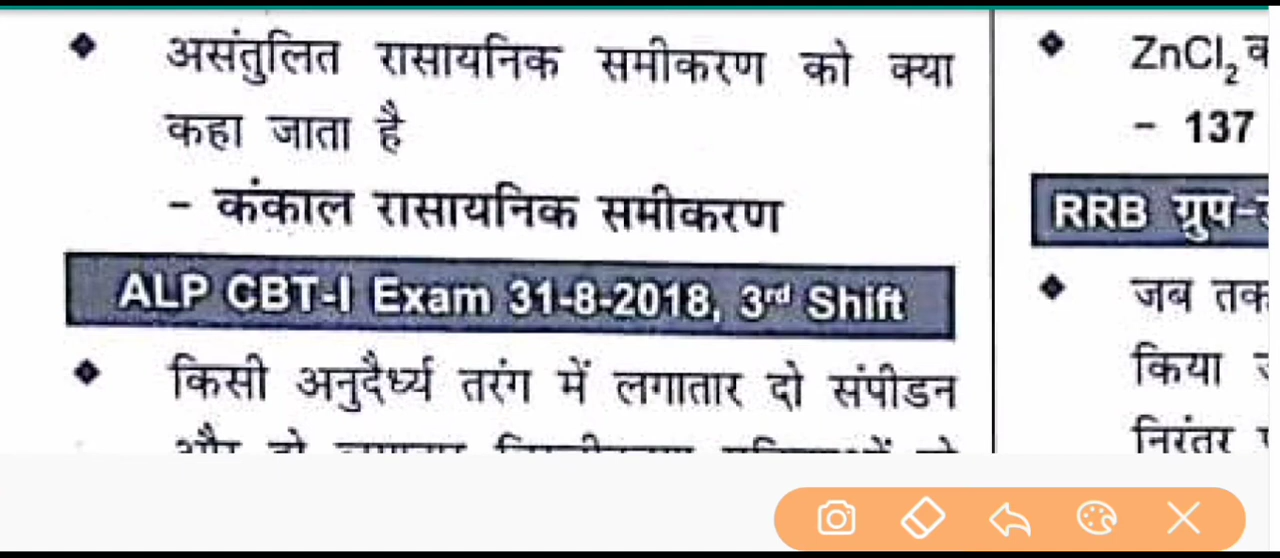 ❖ असंतुलित रासायनिक समीकरण को क्या
कहा जाता है
– कंकाल रासायनिक समीकरण
ALP CBT-I Exam 31-8-2018, 3rd Shift
❖ किसी अनुदैर्ध्य तरंग में लगातार दो संपीडन
❖ ZnCl₂
– 137
RRB ग्रुप-
❖ जब तक
किया
निरंतर